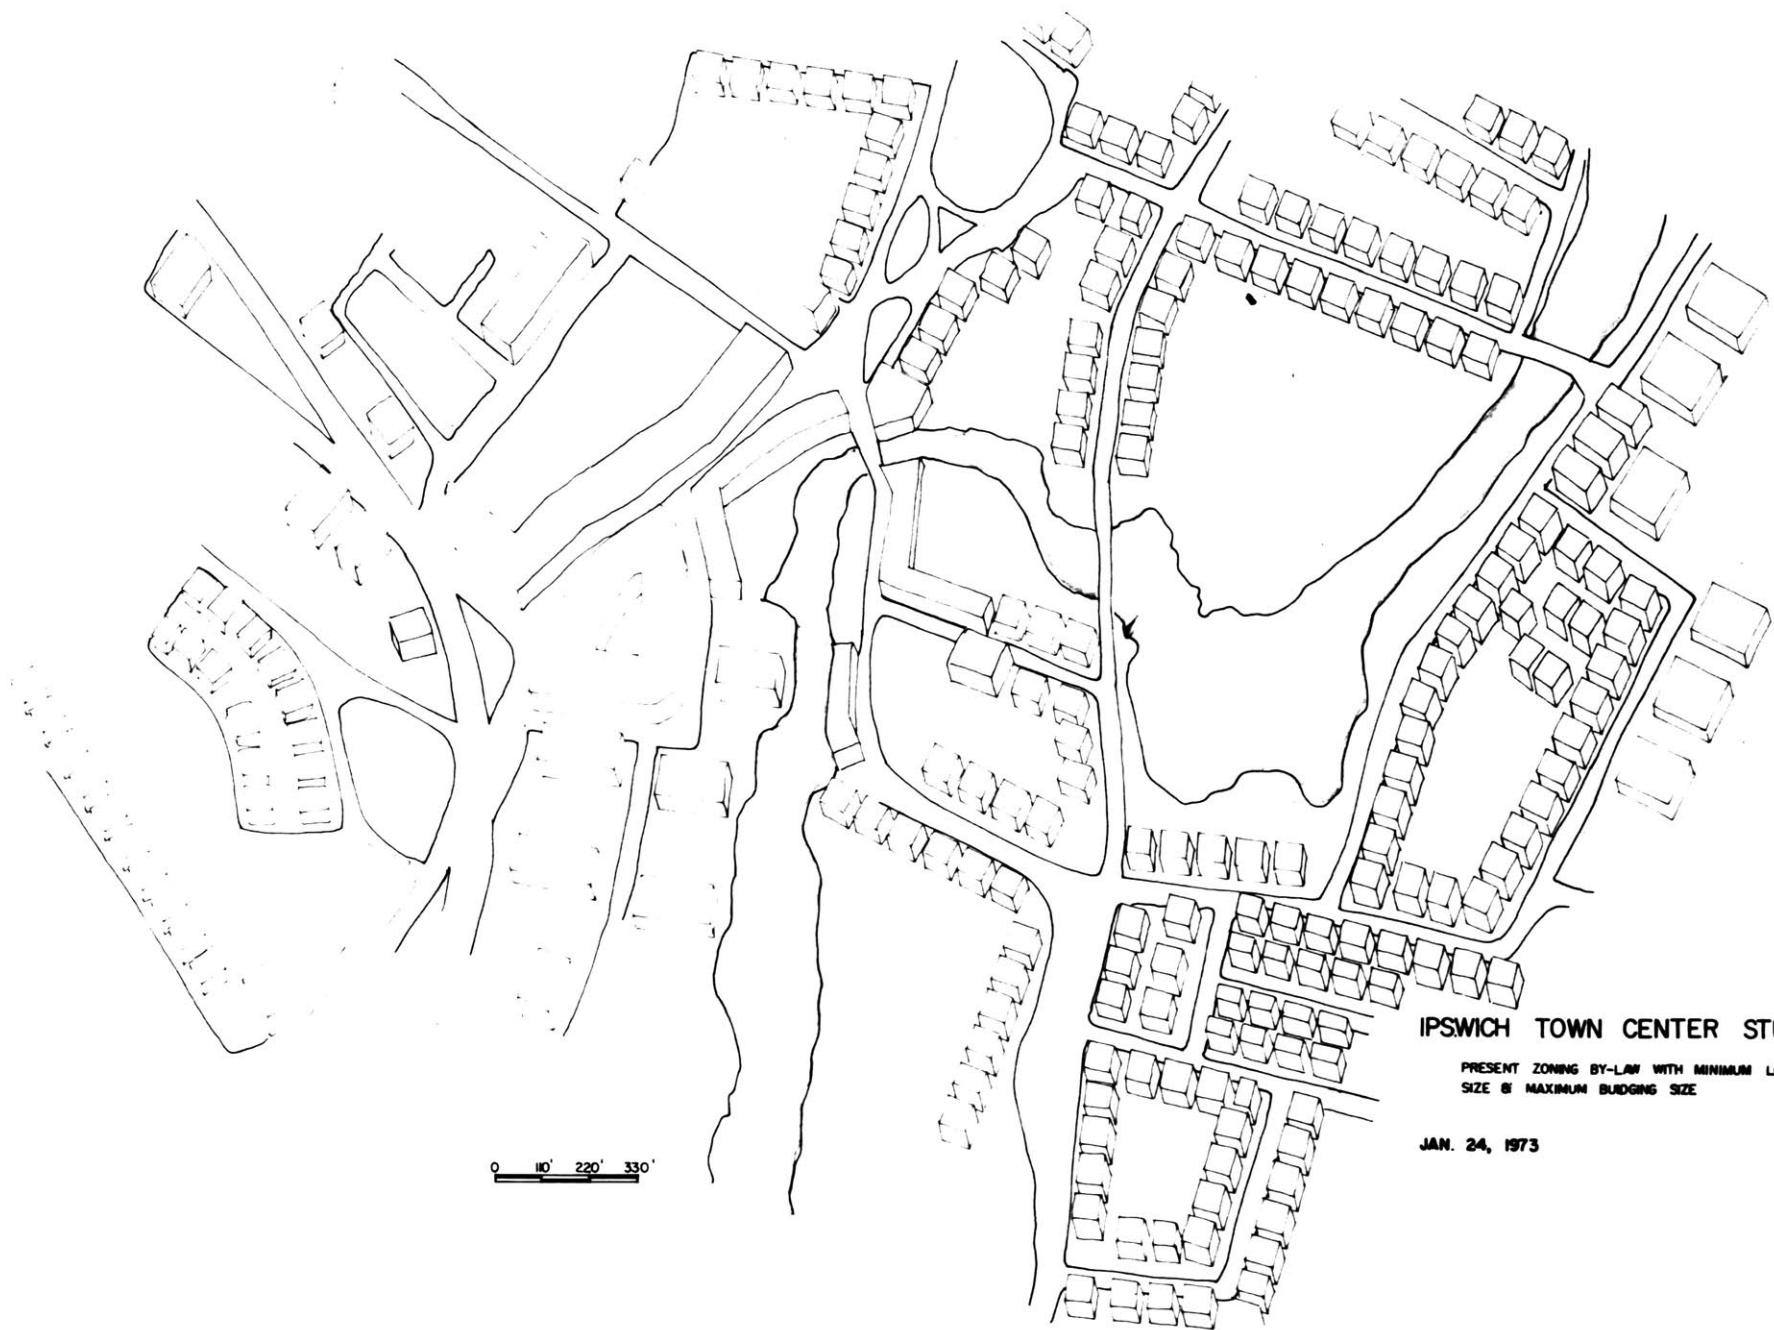 IPSWICH TOWN CENTER
PRESENT ZONING BY-LAW WITH MINIMUM
SIZE & MAXIMUM BUIDGING SIZE
JAN. 24, 1973
0 110' 220' 330'